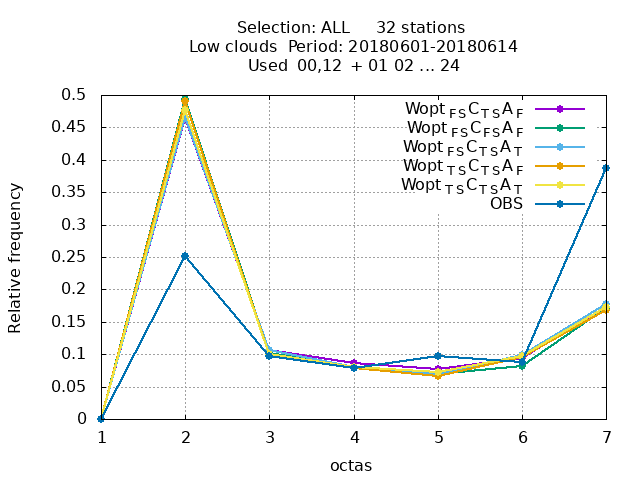 Selection: ALL 32 stations
Low clouds Period: 20180601-20180614
Used 00,12 + 01 02 ... 24
Relative frequency
0.5
0.45
0.4
0.35
0.3
0.25
0.2
0.15
0.1
0.05
0
Wopt FS C TS A F
Wopt FS C FS A F
Wopt FS C TS A T
Wopt TS C TS A F
Wopt TS C TS A T
OBS
1 2 3 4 5 6 7
octas